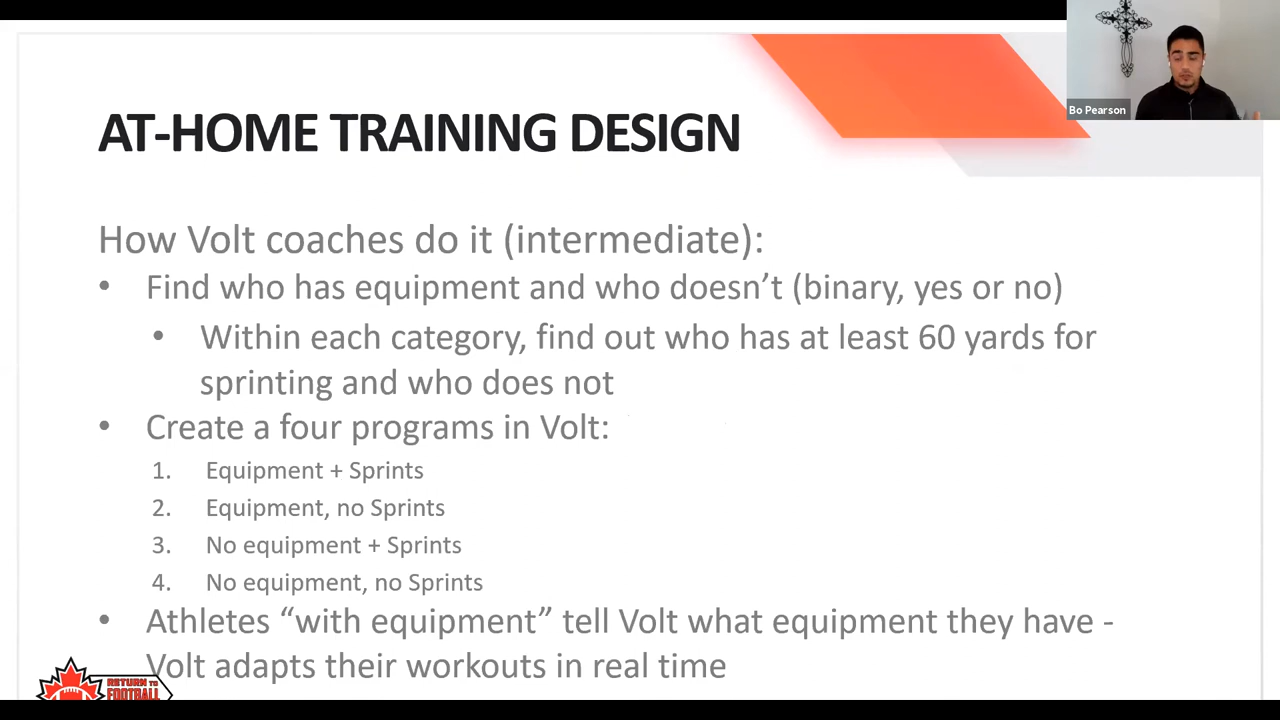 Bo Pearson
AT-HOME TRAINING DESIGN
How Volt coaches do it (intermediate):
• Find who has equipment and who doesn’t (binary, yes or no)
• Within each category, find out who has at least 60 yards for
sprinting and who does not
• Create a four programs in Volt:
1. Equipment + Sprints
2. Equipment, no Sprints
3. No equipment + Sprints
4. No equipment, no Sprints
• Athletes “with equipment” tell Volt what equipment they have -
Volt adapts their workouts in real time
RETURN TO
FOOTBALL